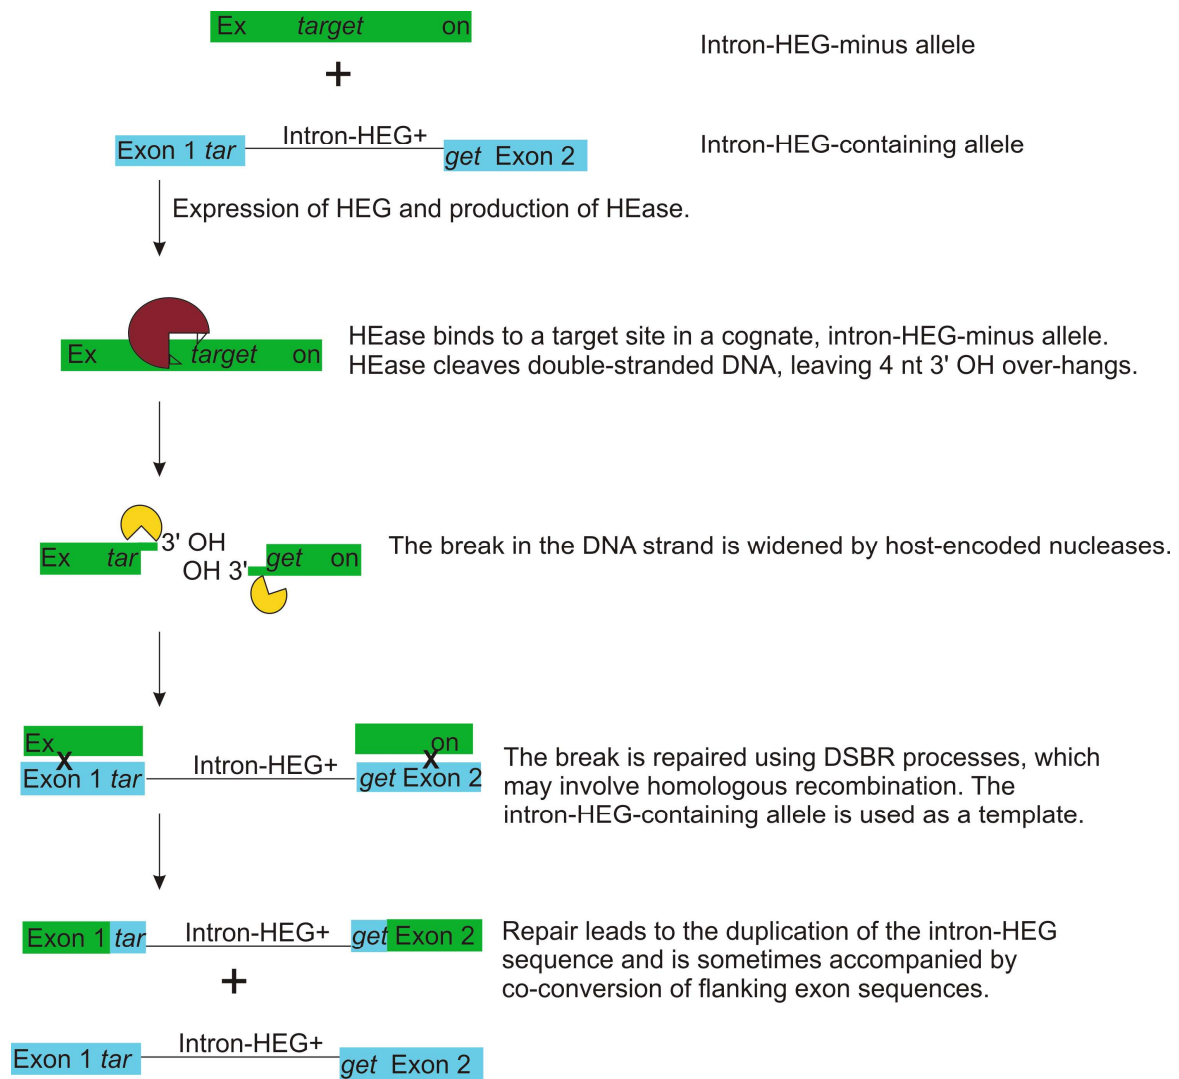 Ex target on
Intron-HEG-minus allele
+
Exon 1 tar Intron-HEG+ get Exon 2
Intron-HEG-containing allele
Expression of HEG and production of HEase.
Ex target on
HEase binds to a target site in a cognate, intron-HEG-minus allele.
HEase cleaves double-stranded DNA, leaving 4 nt 3' OH over-hangs.
Ex tar 3' OH
OH 3' get on
The break in the DNA strand is widened by host-encoded nucleases.
Ex on
X X
Exon 1 tar Intron-HEG+ get Exon 2
The break is repaired using DSBR processes, which
may involve homologous recombination. The
intron-HEG-containing allele is used as a template.
Exon 1 tar Intron-HEG+ get Exon 2
+
Repair leads to the duplication of the intron-HEG
sequence and is sometimes accompanied by
co-conversion of flanking exon sequences.
Exon 1 tar Intron-HEG+ get Exon 2